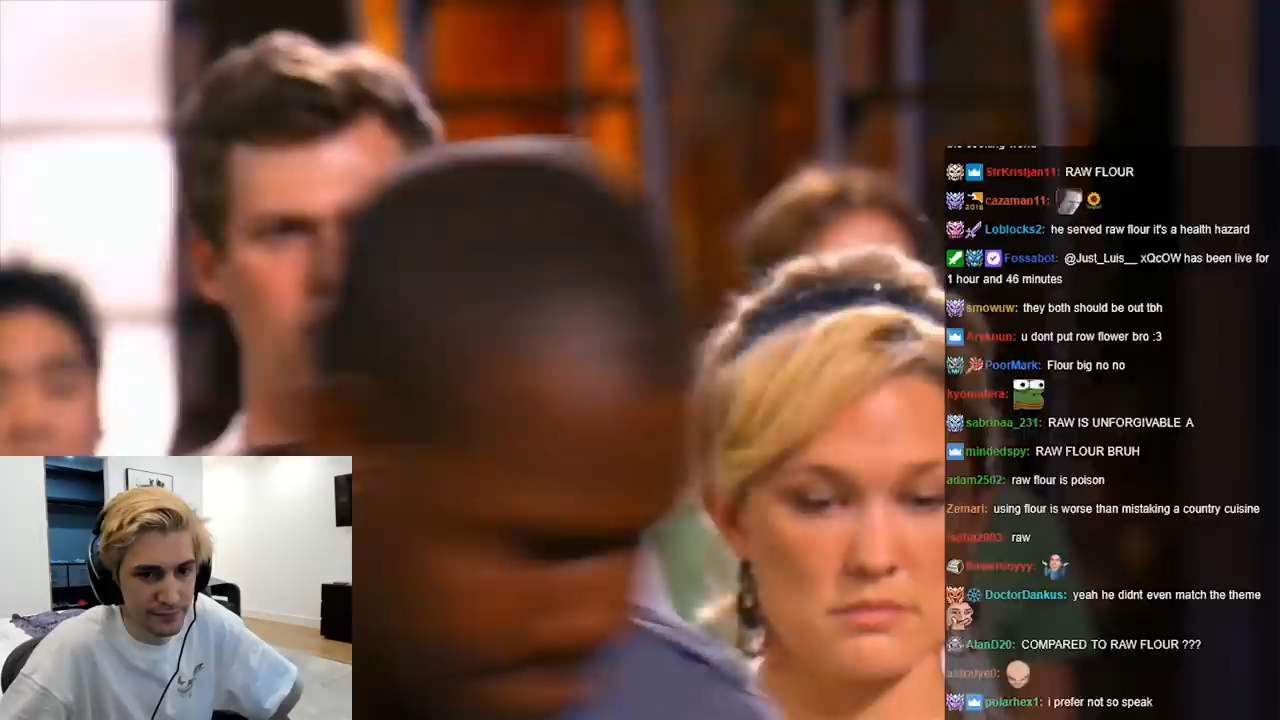 SirKristjan11: RAW FLOUR
cazaman11:
Loblocks2: he served raw flour it's a health hazard
Fossabot: @Just_Luis__ xQcOW has been live for
1 hour and 46 minutes
smowuw: they both should be out tbh
u dont put row flower bro :3
PoorMark: Flour big no no
sabrinaa_231: RAW IS UNFORGIVABLE A
mindedspy: RAW FLOUR BRUH
adam2502: raw flour is poison
Zemari: using flour is worse than mistaking a country cuisine
raw
DoctorDankus: yeah he didnt even match the theme
AlanD20: COMPARED TO RAW FLOUR ???
polarhex1: i prefer not so speak